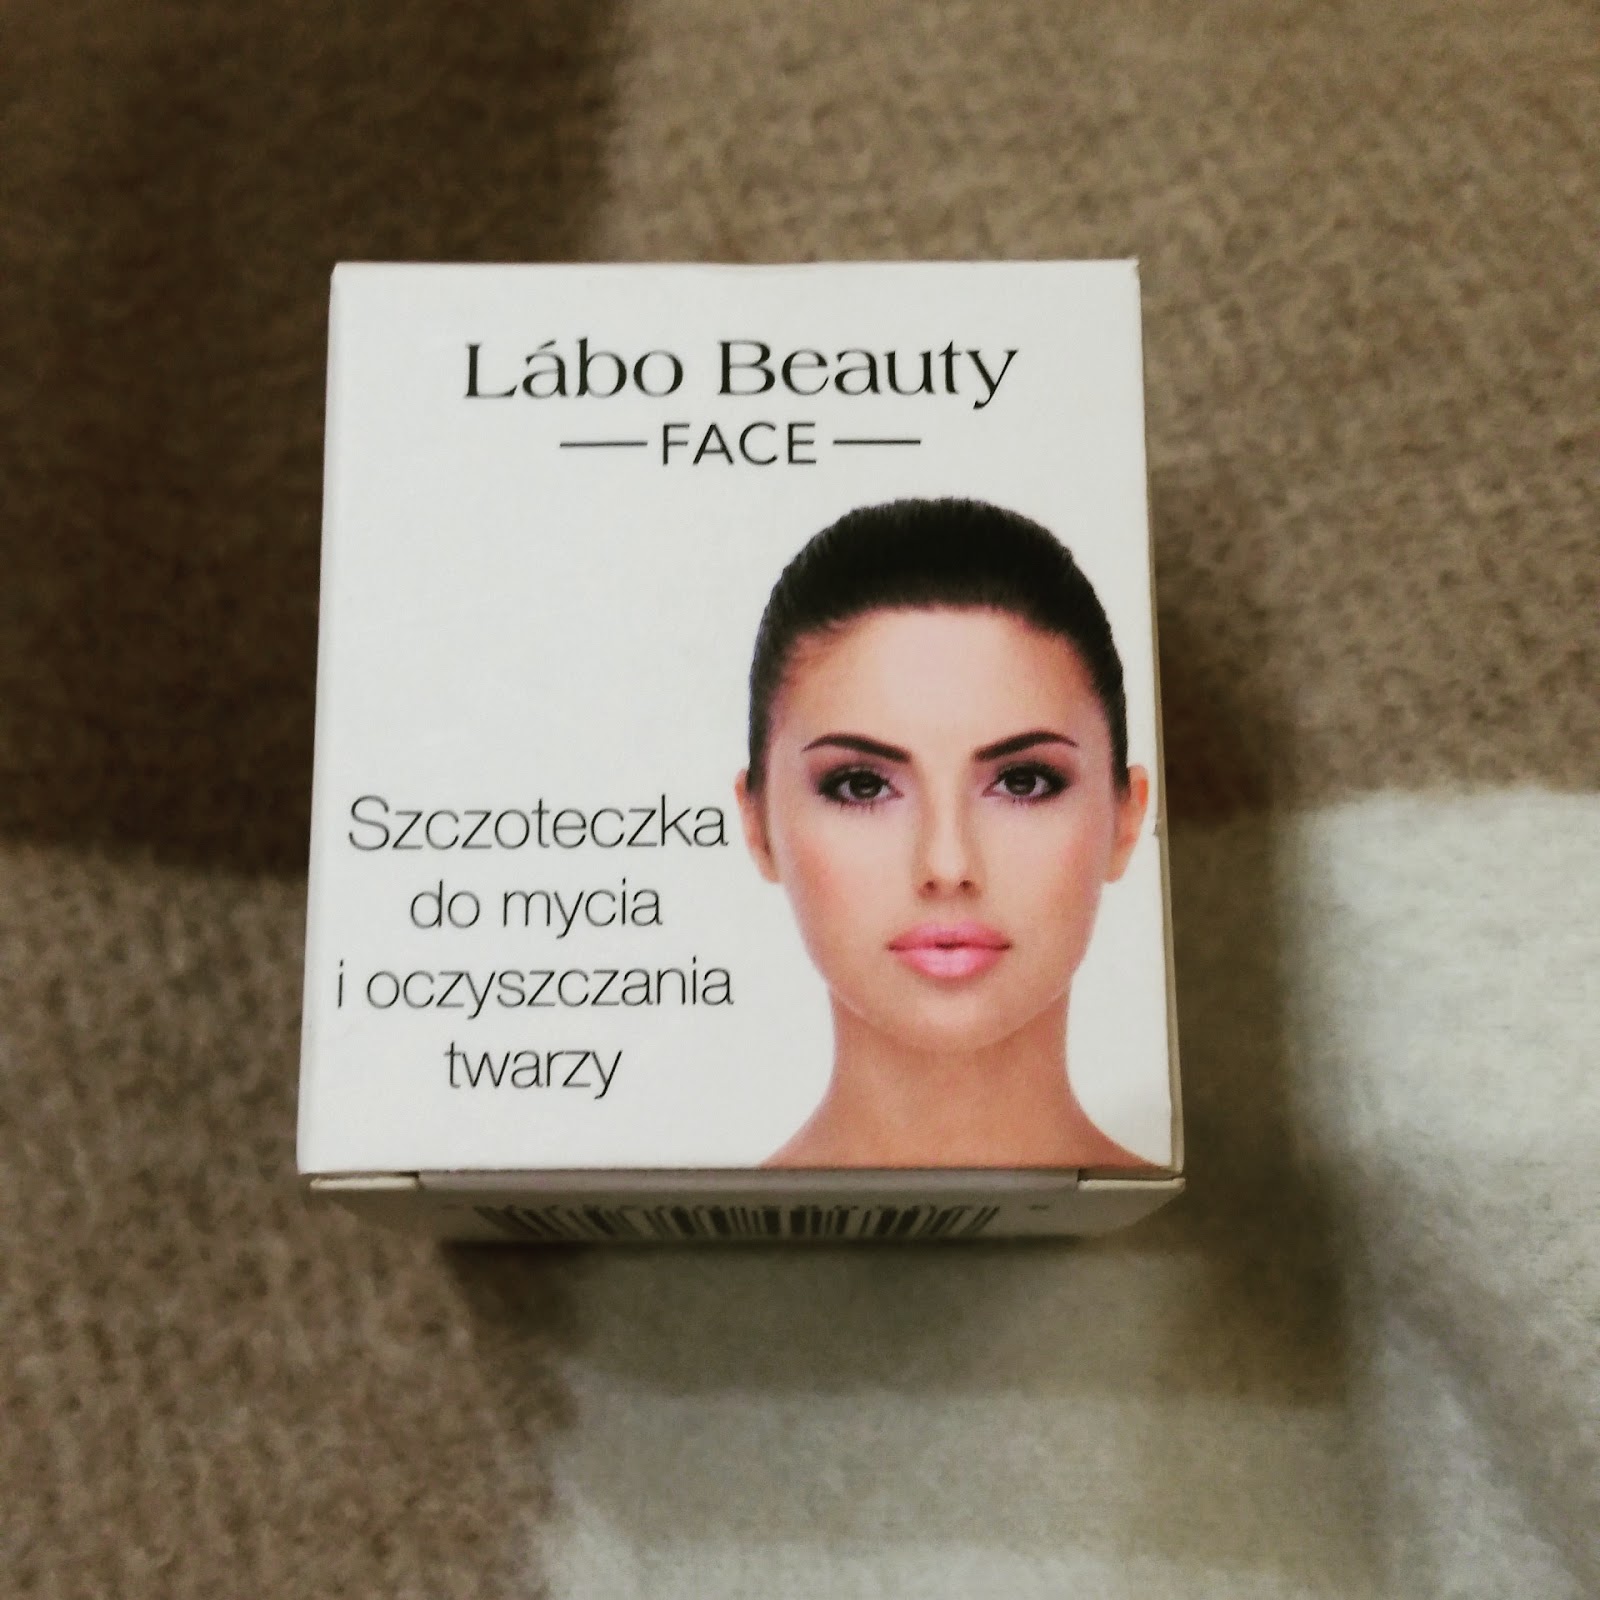 Lábo Beauty
FACE
Szczoteczka
do mycia
i oczyszczania
twarzy